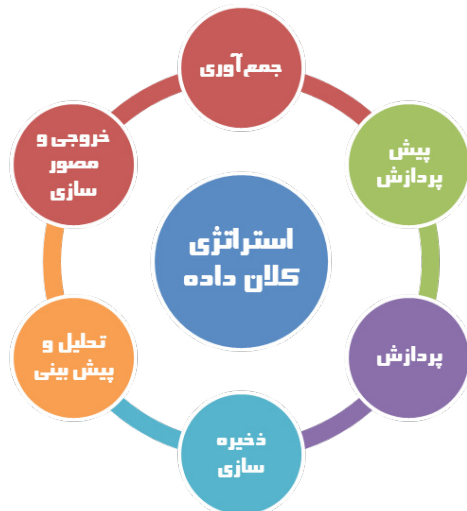 جمع‌آوری
پیش
پردازش
پردازش
ذخیره
سازی
تحلیل و
پیش بینی
خروجی و
مصور
سازی
استراتژی
کلان داده